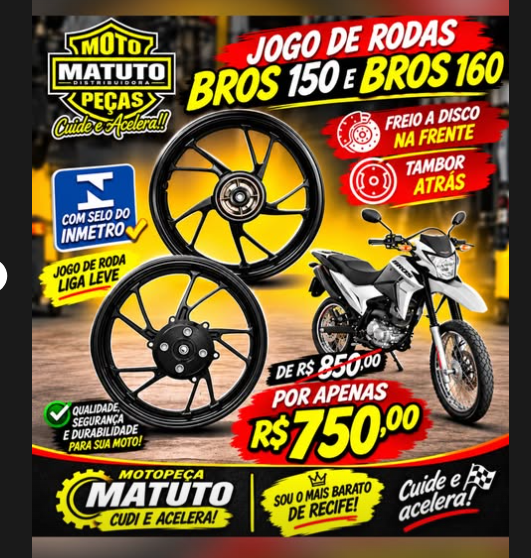 MOTO
MATUTO
DISTRIBUIDORA
PEÇAS
Cuide e Acelera!!
JOGO DE RODAS
BROS 150 E BROS 160
FREIO A DISCO
NA FRENTE
TAMBOR
ATRÁS
COM SELO DO
INMETRO
JOGO DE RODA
LIGA LEVE
DE R$ 850,00
POR APENAS
R$ 750,00
QUALIDADE,
SEGURANÇA
E DURABILIDADE
PARA SUA MOTO!
MOTOPEÇA
MATUTO
CUDI E ACELERA!
SOU O MAIS BARATO
DE RECIFE!
Cuide e
acelera!